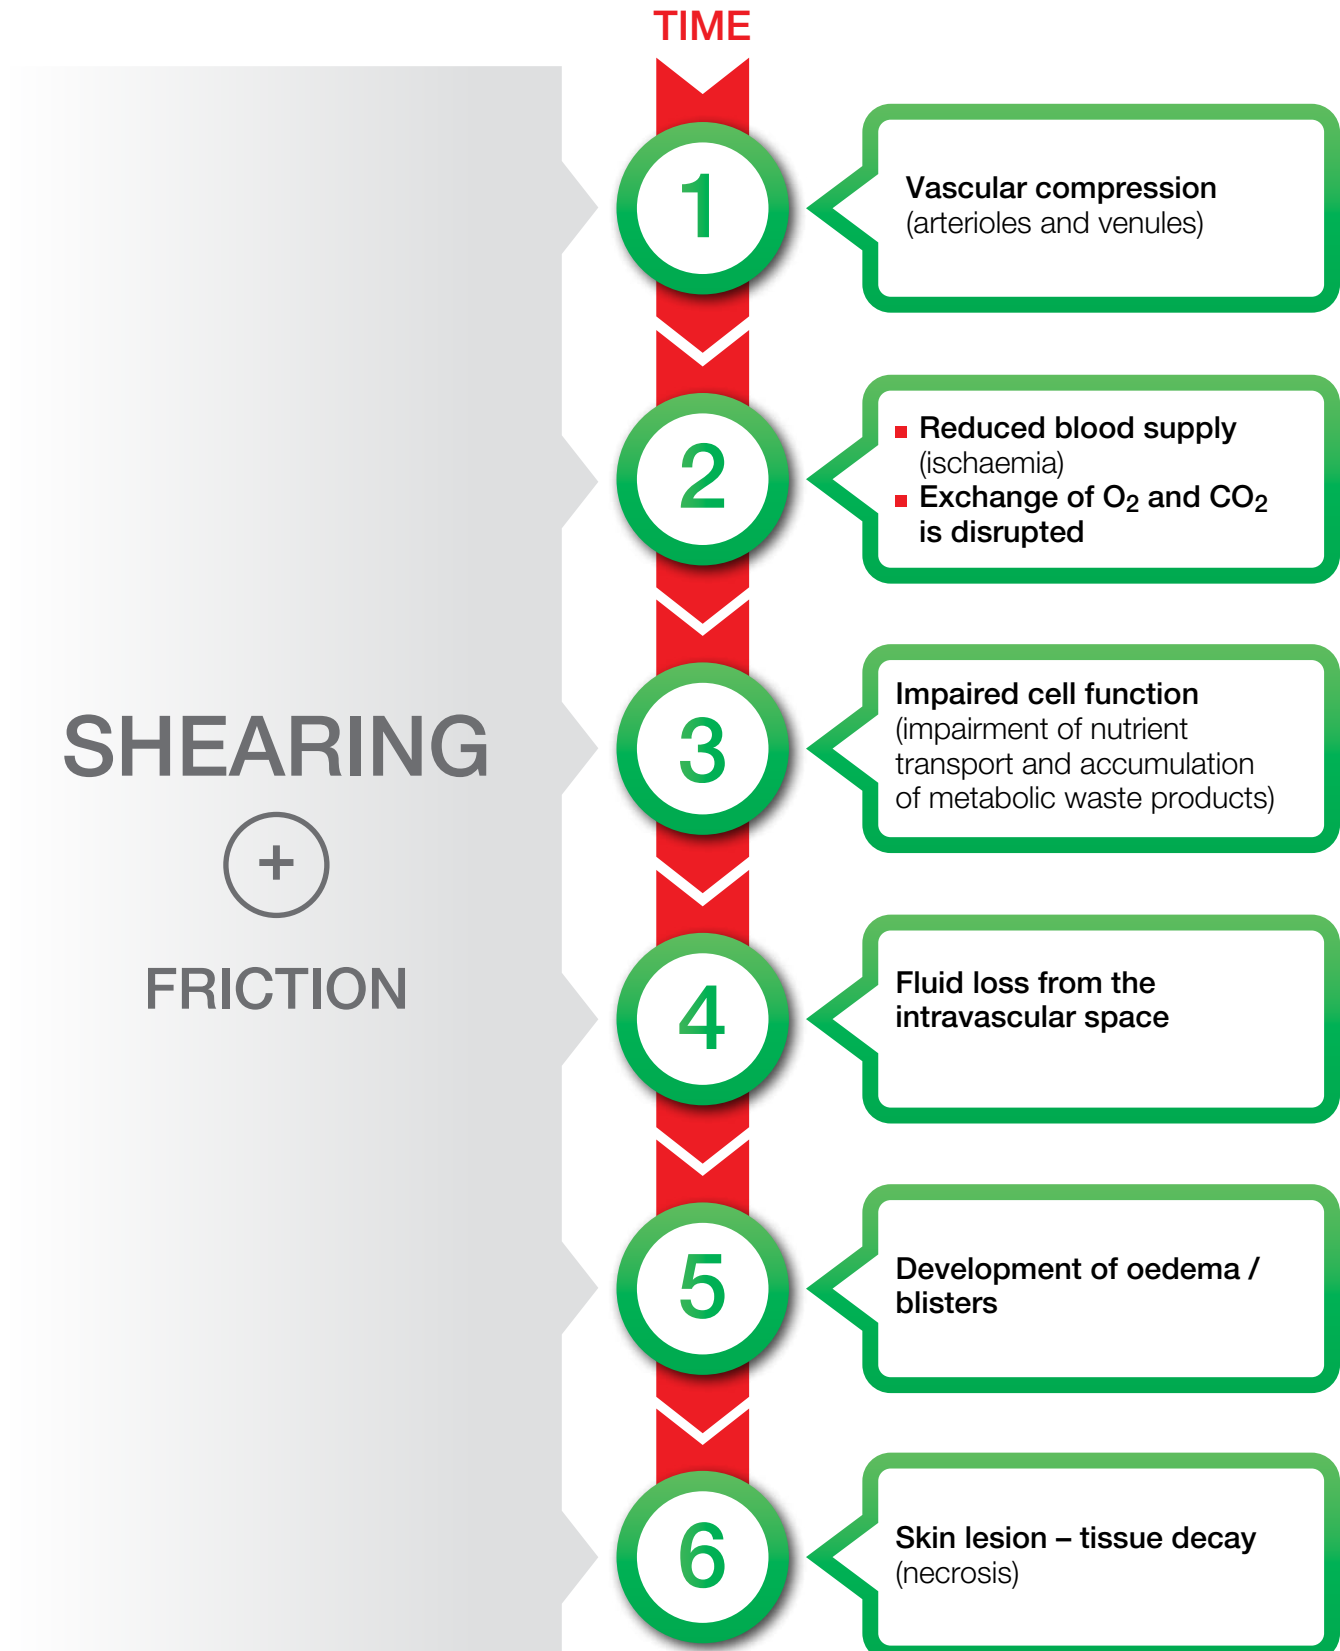 TIME
SHEARING
+
FRICTION
1
Vascular compression
(arterioles and venules)
2
Reduced blood supply
(ischaemia)
Exchange of O₂ and CO₂
is disrupted
3
Impaired cell function
(impairment of nutrient
transport and accumulation
of metabolic waste products)
4
Fluid loss from the
intravascular space
5
Development of oedema /
blisters
6
Skin lesion – tissue decay
(necrosis)